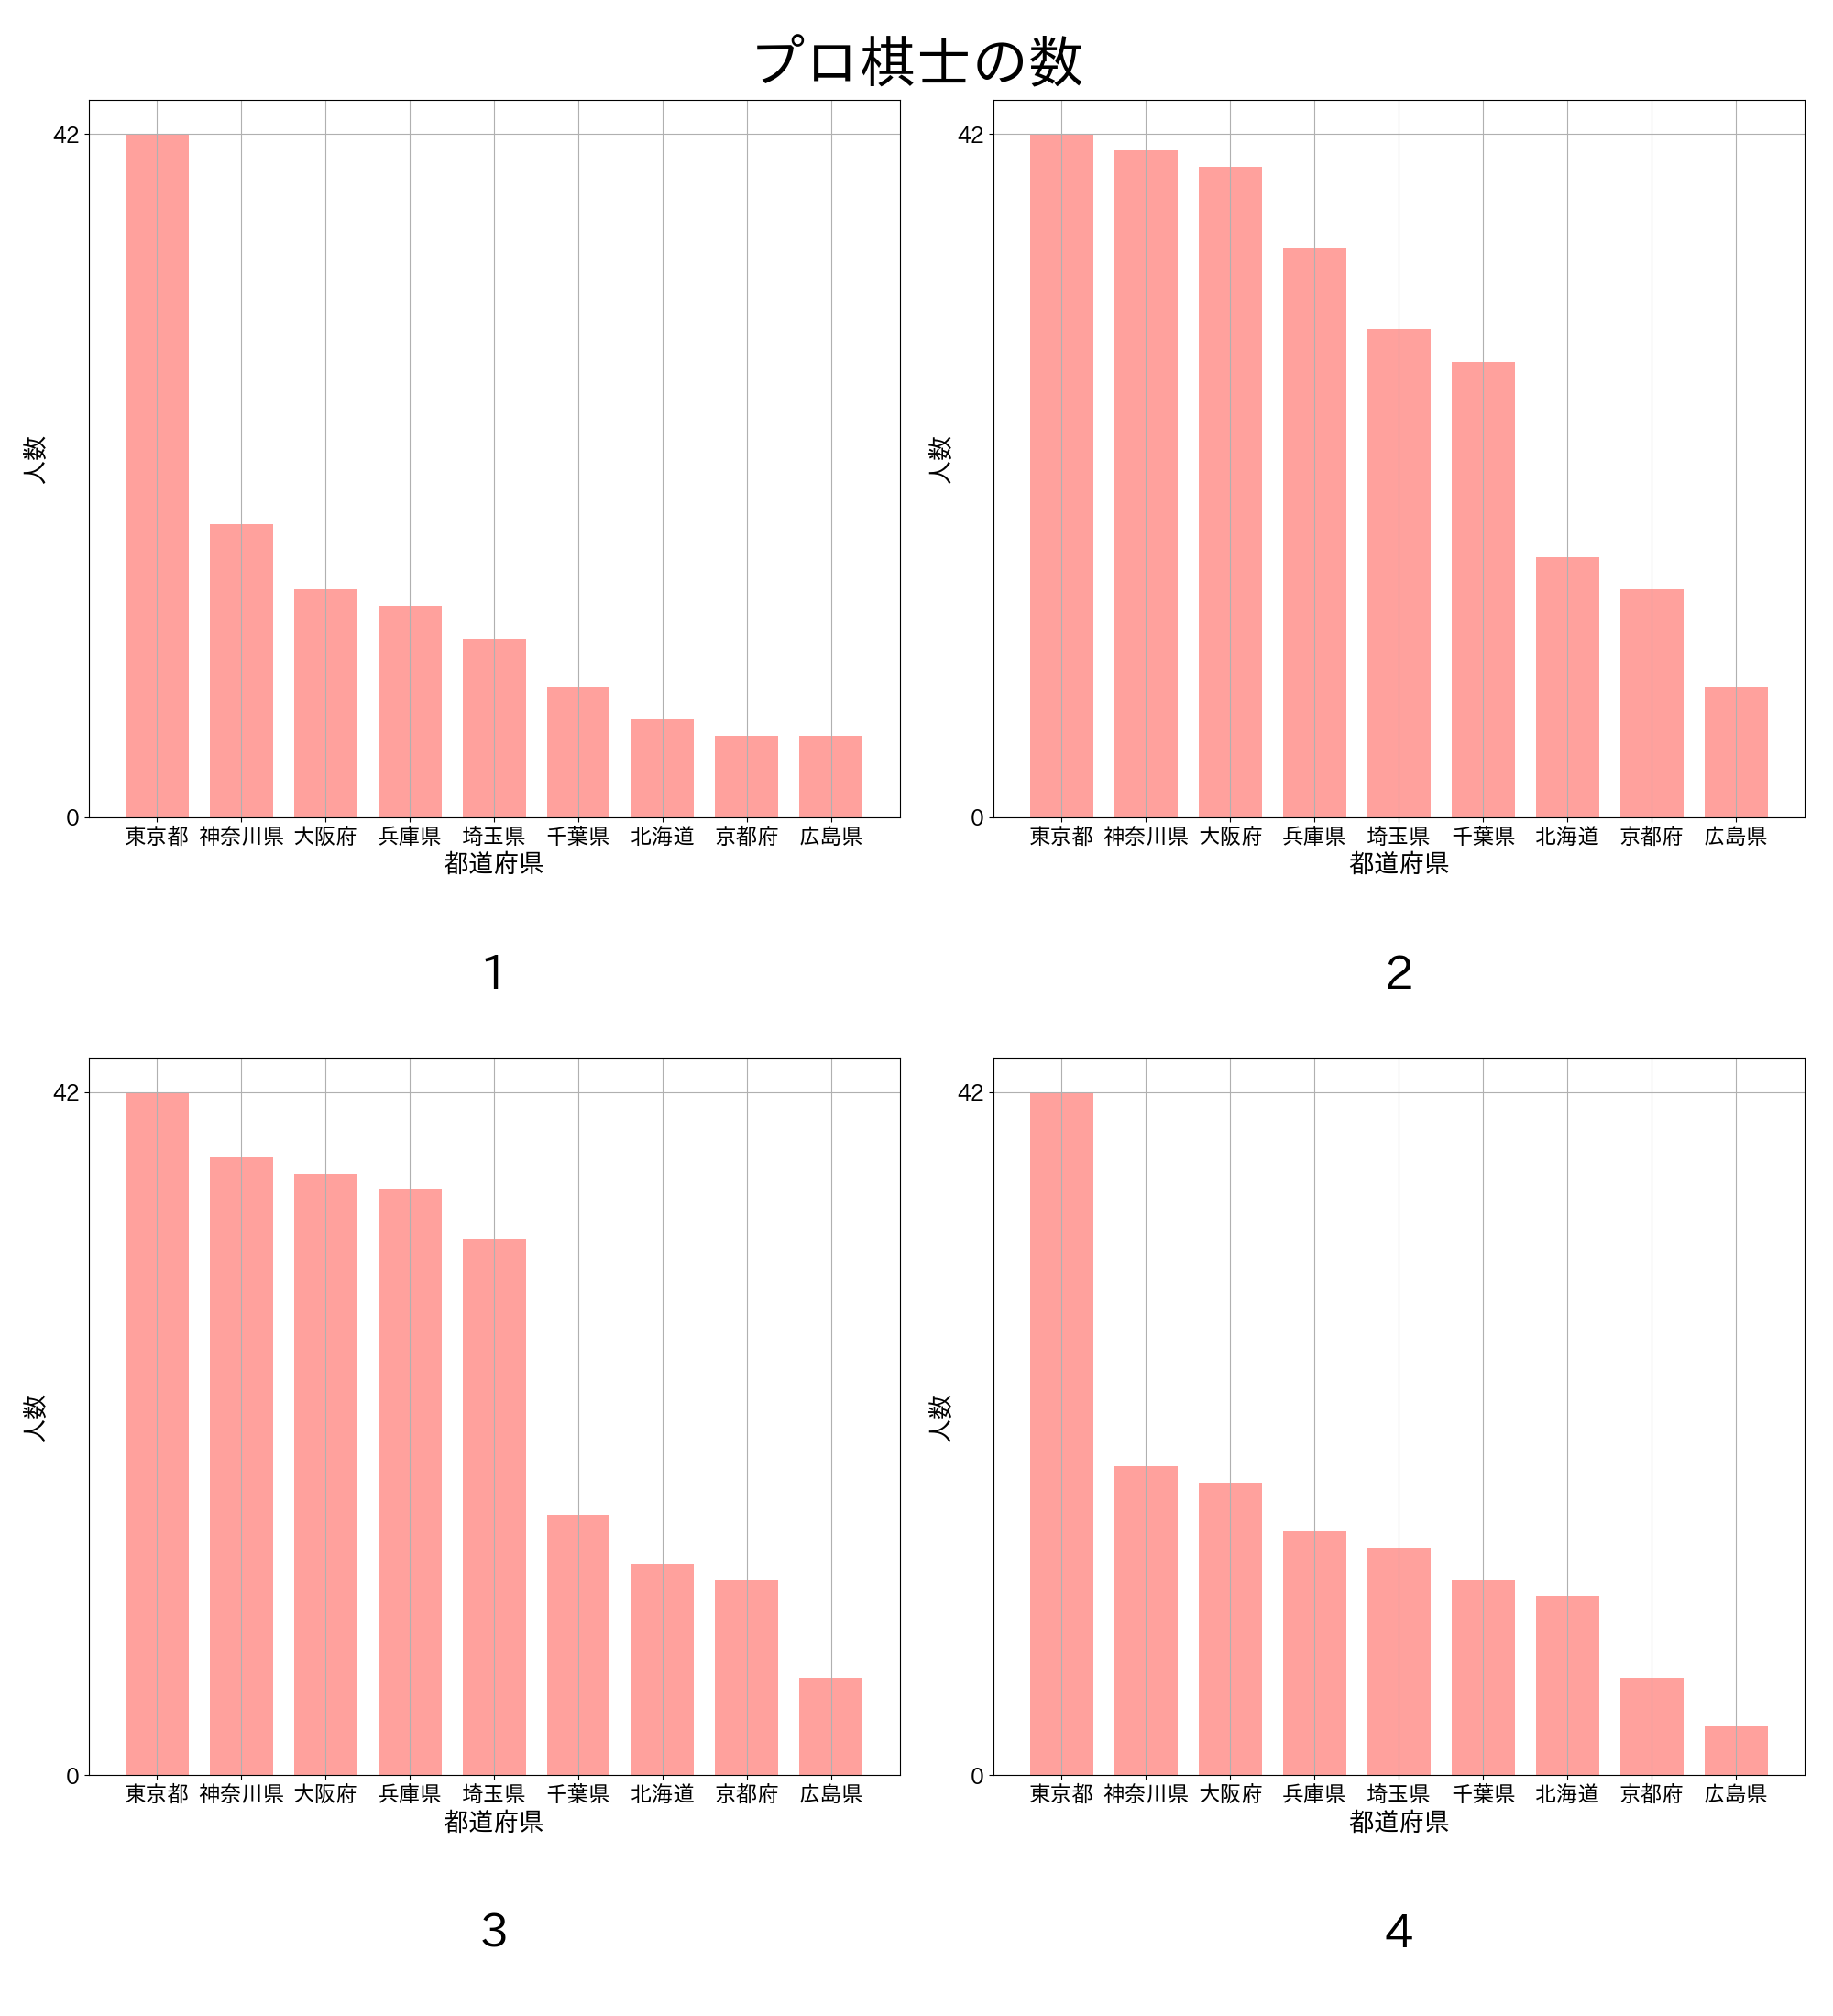 プロ棋士の数
42
0
人数
東京都 神奈川県 大阪府 兵庫県 埼玉県 千葉県 北海道 京都府 広島県
都道府県
1
42
0
人数
東京都 神奈川県 大阪府 兵庫県 埼玉県 千葉県 北海道 京都府 広島県
都道府県
2
42
0
人数
東京都 神奈川県 大阪府 兵庫県 埼玉県 千葉県 北海道 京都府 広島県
都道府県
3
42
0
人数
東京都 神奈川県 大阪府 兵庫県 埼玉県 千葉県 北海道 京都府 広島県
都道府県
4